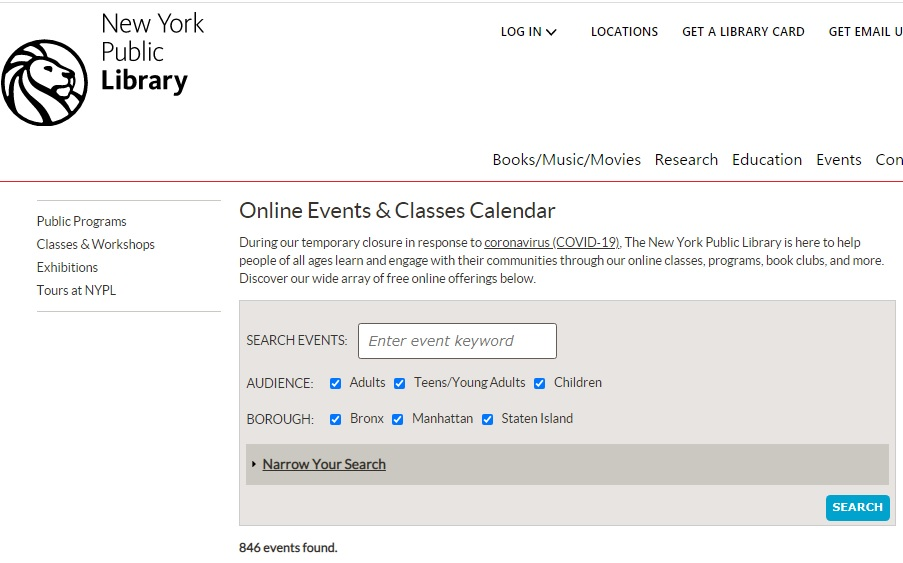 New York
Public
Library
LOG IN LOCATIONS GET A LIBRARY CARD GET EMAIL U
Books/Music/Movies Research Education Events Con
Public Programs
Classes & Workshops
Exhibitions
Tours at NYPL
Online Events & Classes Calendar
During our temporary closure in response to coronavirus (COVID-19), The New York Public Library is here to help
people of all ages learn and engage with their communities through our online classes, programs, book clubs, and more.
Discover our wide array of free online offerings below.
SEARCH EVENTS: Enter event keyword
AUDIENCE: Adults Teens/Young Adults Children
BOROUGH: Bronx Manhattan Staten Island
Narrow Your Search
SEARCH
846 events found.